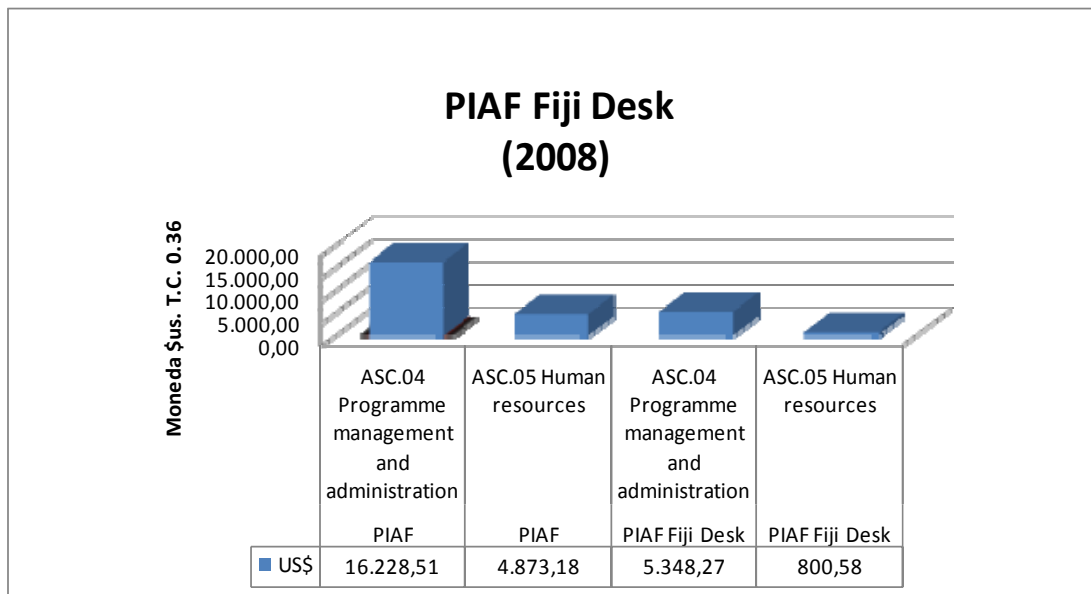 PIAF Fiji Desk
(2008)
Moneda $us. T.C. 0.36
20.000,00
15.000,00
10.000,00
5.000,00
0,00
ASC.04
Programme
management
and
administration
ASC.05 Human
resources
ASC.04
Programme
management
and
administration
ASC.05 Human
resources
PIAF
PIAF
PIAF Fiji Desk
PIAF Fiji Desk
US$
16.228,51
4.873,18
5.348,27
800,58